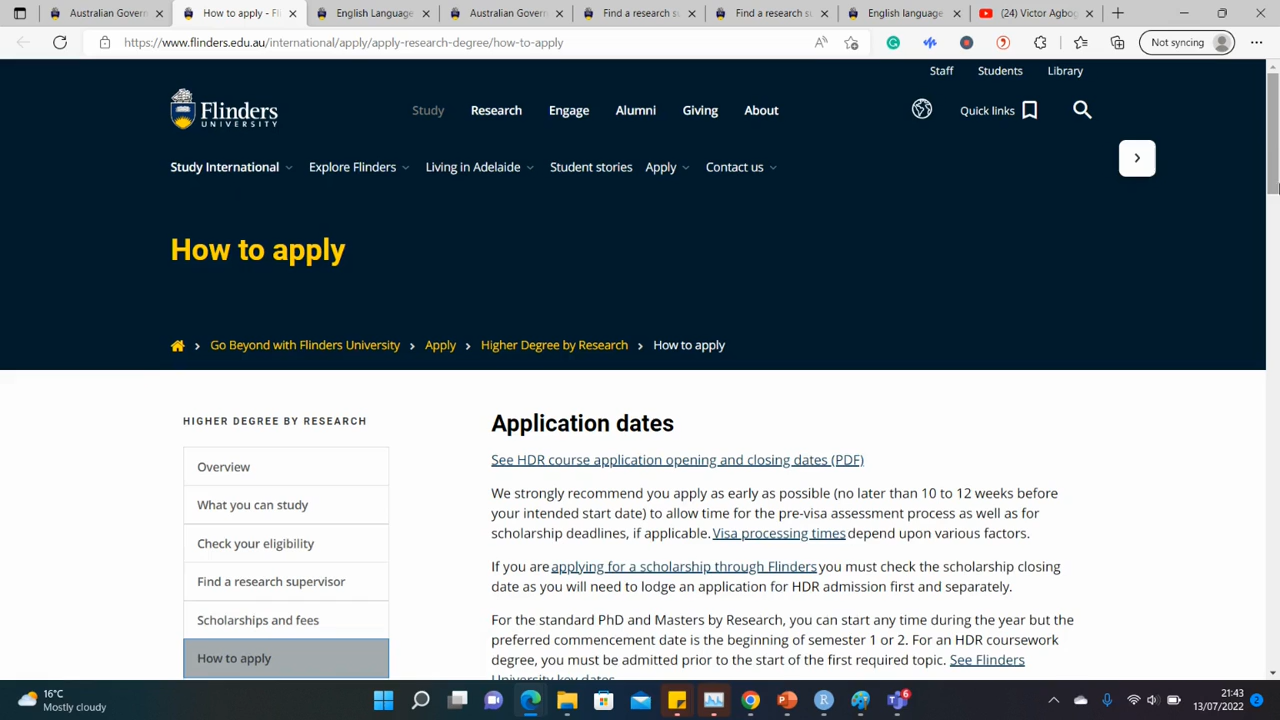 Australian Govern
How to apply - Fl
English Language
Australian Govern
Find a research su
Find a research su
English language
(24) Victor Agbog
https://www.flinders.edu.au/international/apply/apply-research-degree/how-to-apply
Not syncing
Staff
Students
Library
Flinders
UNIVERSITY
Study
Research
Engage
Alumni
Giving
About
Quick links
Study International
Explore Flinders
Living in Adelaide
Student stories
Apply
Contact us
How to apply
Go Beyond with Flinders University
Apply
Higher Degree by Research
How to apply
HIGHER DEGREE BY RESEARCH
Overview
What you can study
Check your eligibility
Find a research supervisor
Scholarships and fees
How to apply
Application dates
See HDR course application opening and closing dates (PDF)
We strongly recommend you apply as early as possible (no later than 10 to 12 weeks before
your intended start date) to allow time for the pre-visa assessment process as well as for
scholarship deadlines, if applicable. Visa processing times depend upon various factors.
If you are applying for a scholarship through Flinders you must check the scholarship closing
date as you will need to lodge an application for HDR admission first and separately.
For the standard PhD and Masters by Research, you can start any time during the year but the
preferred commencement date is the beginning of semester 1 or 2. For an HDR coursework
degree, you must be admitted prior to the start of the first required topic. See Flinders
University key dates.
16°C
Mostly cloudy
6
21:43
13/07/2022